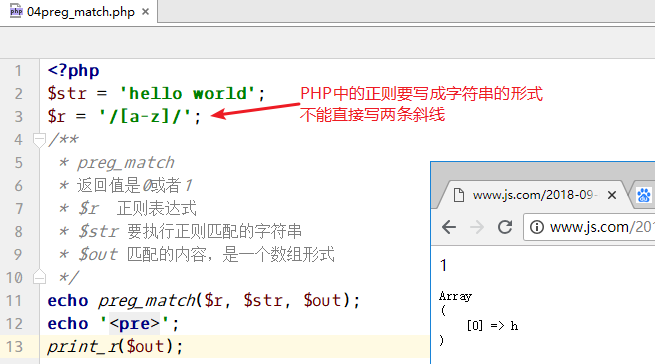 04preg_match.php
1 <?php
2 $str = 'hello world';
3 $r = '/[a-z]/';
PHP中的正则要写成字符串的形式
不能直接写两条斜线
4 /**
5 * preg_match
6 * 返回值是0或者1
7 * $r 正则表达式
8 * $str 要执行正则匹配的字符串
9 * $out 匹配的内容，是一个数组形式
10 */
11 echo preg_match($r, $str, $out);
12 echo '<pre>';
13 print_r($out);
www.js.com/2018-09-
www.js.com/201
1
Array
(
[0] => h
)